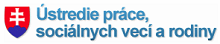 Ústredie práce,
sociálnych vecí a rodiny